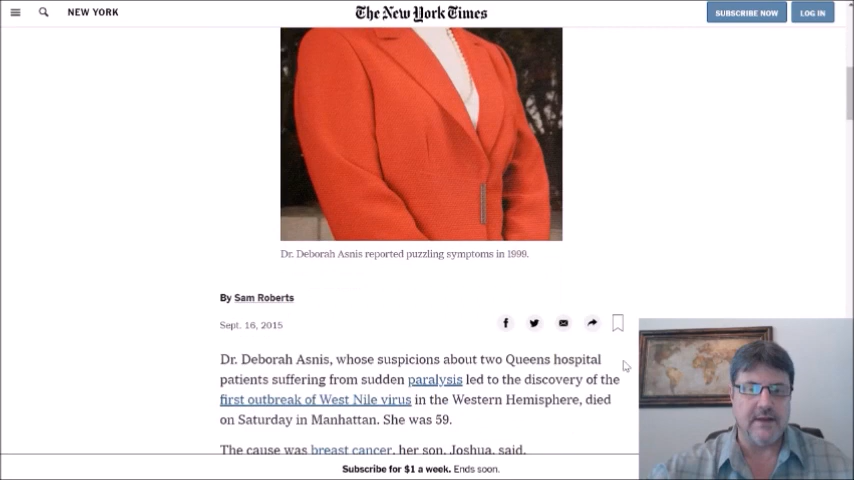 The New York Times
NEW YORK
SUBSCRIBE NOW
LOG IN
Dr. Deborah Asnis reported puzzling symptoms in 1999.
By Sam Roberts
Sept. 16, 2015
Dr. Deborah Asnis, whose suspicions about two Queens hospital
patients suffering from sudden paralysis led to the discovery of the
first outbreak of West Nile virus in the Western Hemisphere, died
on Saturday in Manhattan. She was 59.
The cause was breast cancer, her son, Joshua, said.
Subscribe for $1 a week. Ends soon.